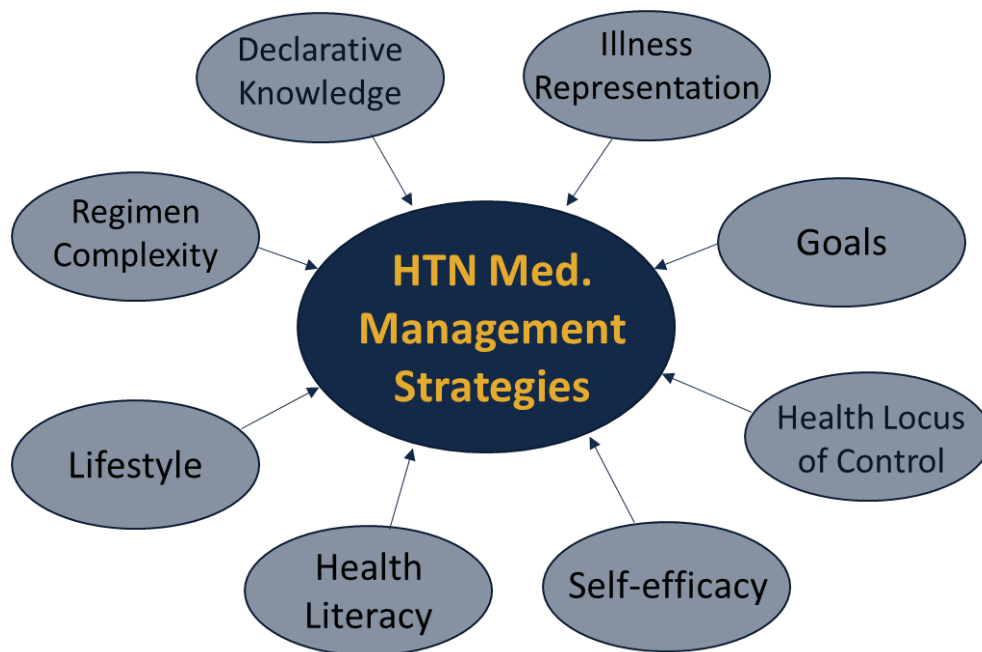 Declarative
Knowledge
Illness
Representation
Regimen
Complexity
Goals
HTN Med.
Management
Strategies
Lifestyle
Health Locus
of Control
Health
Literacy
Self-efficacy